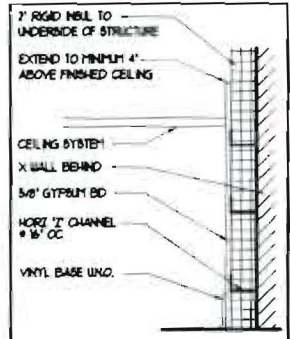 2" RIGID INSUL TO
UNDERSIDE OF STRUCTURE
EXTEND TO MINIMUM 4"
ABOVE FINISHED CEILING
CEILING SYSTEM
X WALL BEHIND
5/8" GYPSUM BD
HORZ 'Z' CHANNEL
@ 16" OC
VINYL BASE U.N.O.